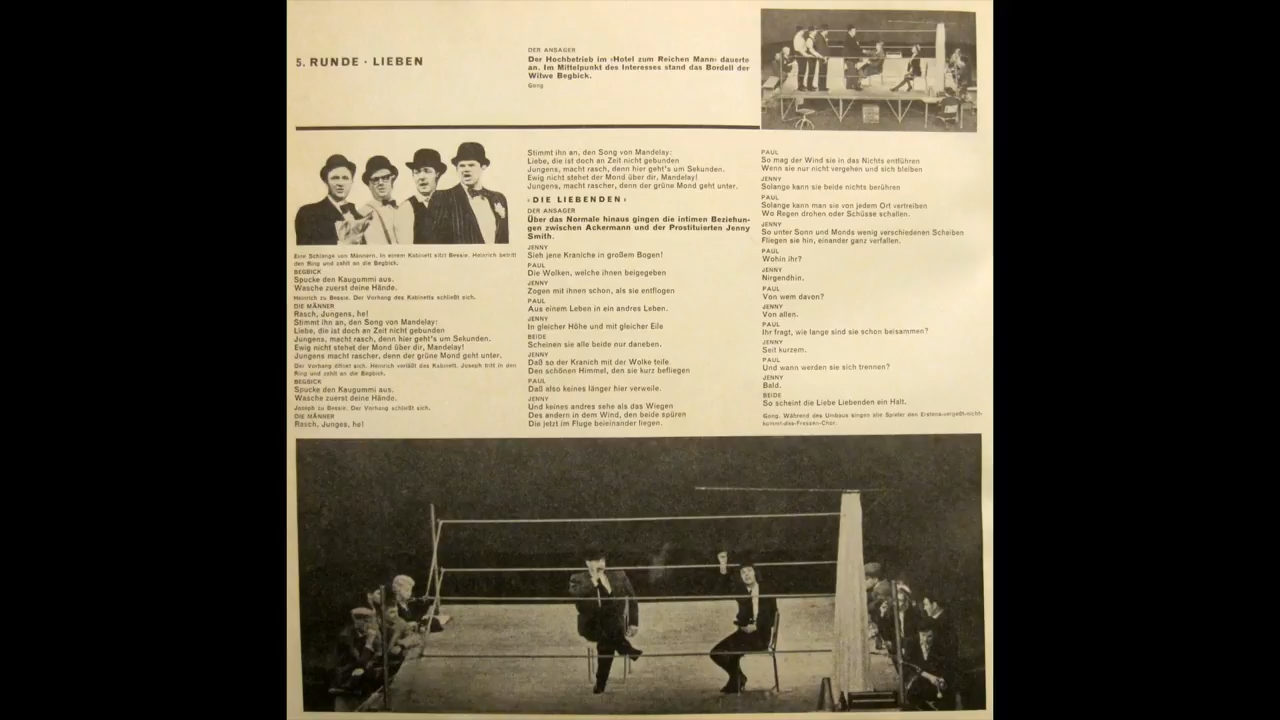 5. RUNDE · LIEBEN
DER ANSAGER
Der Hochbetrieb im ›Hotel zum Reichen Mann‹ dauerte
an. Im Mittelpunkt des Interesses stand das Bordell der
Witwe Begbick.
Gong
Eine Schlange von Männern. In einem Kabinett sitzt Bessie. Heinrich betritt
den Ring und zahlt an die Begbick.
BEGBICK
Spucke den Kaugummi aus.
Wasche zuerst deine Hände.
Heinrich zu Bessie. Der Vorhang des Kabinetts schließt sich.
DIE MÄNNER
Rasch, Jungens, he!
Stimmt ihn an, den Song von Mandelay:
Liebe, die ist doch an Zeit nicht gebunden
Jungens, macht rasch, denn hier geht's um Sekunden.
Ewig nicht stehet der Mond über dir, Mandelay!
Jungens macht rascher, denn der grüne Mond geht unter.
Der Vorhang öffnet sich. Heinrich verläßt das Kabinett. Joseph tritt in den
Ring und zahlt an die Begbick.
BEGBICK
Spucke den Kaugummi aus.
Wasche zuerst deine Hände.
Joseph zu Bessie. Der Vorhang schließt sich.
DIE MÄNNER
Rasch, Junges, he!
Stimmt ihn an, den Song von Mandelay:
Liebe, die ist doch an Zeit nicht gebunden
Jungens, macht rasch, denn hier geht's um Sekunden.
Ewig nicht stehet der Mond über dir, Mandelay!
Jungens, macht rascher, denn der grüne Mond geht unter.
›DIE LIEBENDEN‹
DER ANSAGER
Über das Normale hinaus gingen die intimen Beziehun-
gen zwischen Ackermann und der Prostituierten Jenny
Smith.
JENNY
Sieh jene Kraniche in großem Bogen!
PAUL
Die Wolken, welche ihnen beigegeben
JENNY
Zogen mit ihnen schon, als sie entflogen
PAUL
Aus einem Leben in ein andres Leben.
JENNY
In gleicher Höhe und mit gleicher Eile
BEIDE
Scheinen sie alle beide nur daneben.
JENNY
Daß so der Kranich mit der Wolke teile
Den schönen Himmel, den sie kurz befliegen
PAUL
Daß also keines länger hier verweile.
JENNY
Und keines andres sehe als das Wiegen
Des andern in dem Wind, den beide spüren
Die jetzt im Fluge beieinander liegen.
PAUL
So mag der Wind sie in das Nichts entführen
Wenn sie nur nicht vergehen und sich bleiben
JENNY
Solange kann sie beide nichts berühren
PAUL
Solange kann man sie von jedem Ort vertreiben
Wo Regen drohen oder Schüsse schallen.
JENNY
So unter Sonn und Monds wenig verschiedenen Scheiben
Fliegen sie hin, einander ganz verfallen.
PAUL
Wohin ihr?
JENNY
Nirgendhin.
PAUL
Von wem davon?
JENNY
Von allen.
PAUL
Ihr fragt, wie lange sind sie schon beisammen?
JENNY
Seit kurzem.
PAUL
Und wann werden sie sich trennen?
JENNY
Bald.
BEIDE
So scheint die Liebe Liebenden ein Halt.
Gong. Während des Umbaus singen alle Spieler den Erstens-vergeßt-nicht-
kommt-das-Fressen-Chor.